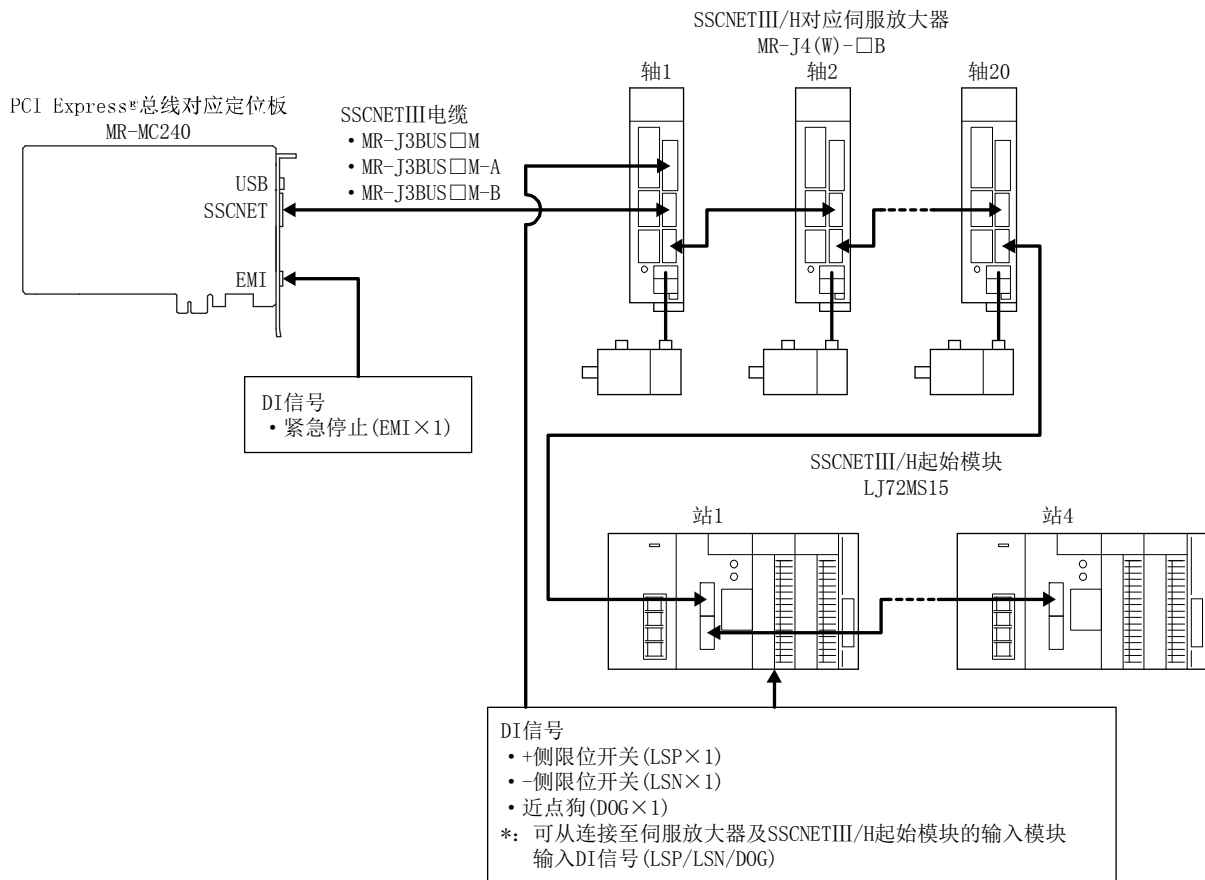 SSCNETⅢ/H对应伺服放大器
MR-J4(W)-□B
轴1
轴2
轴20
PCI Express®总线对应定位板
MR-MC240
SSCNETⅢ电缆
・MR-J3BUS□M
・MR-J3BUS□M-A
・MR-J3BUS□M-B
USB
SSCNET
EMI
DI信号
・紧急停止(EMI×1)
SSCNETⅢ/H起始模块
LJ72MS15
站1
站4
DI信号
・+侧限位开关(LSP×1)
・-侧限位开关(LSN×1)
・近点狗(DOG×1)
*: 可从连接至伺服放大器及SSCNETⅢ/H起始模块的输入模块
输入DI信号(LSP/LSN/DOG)